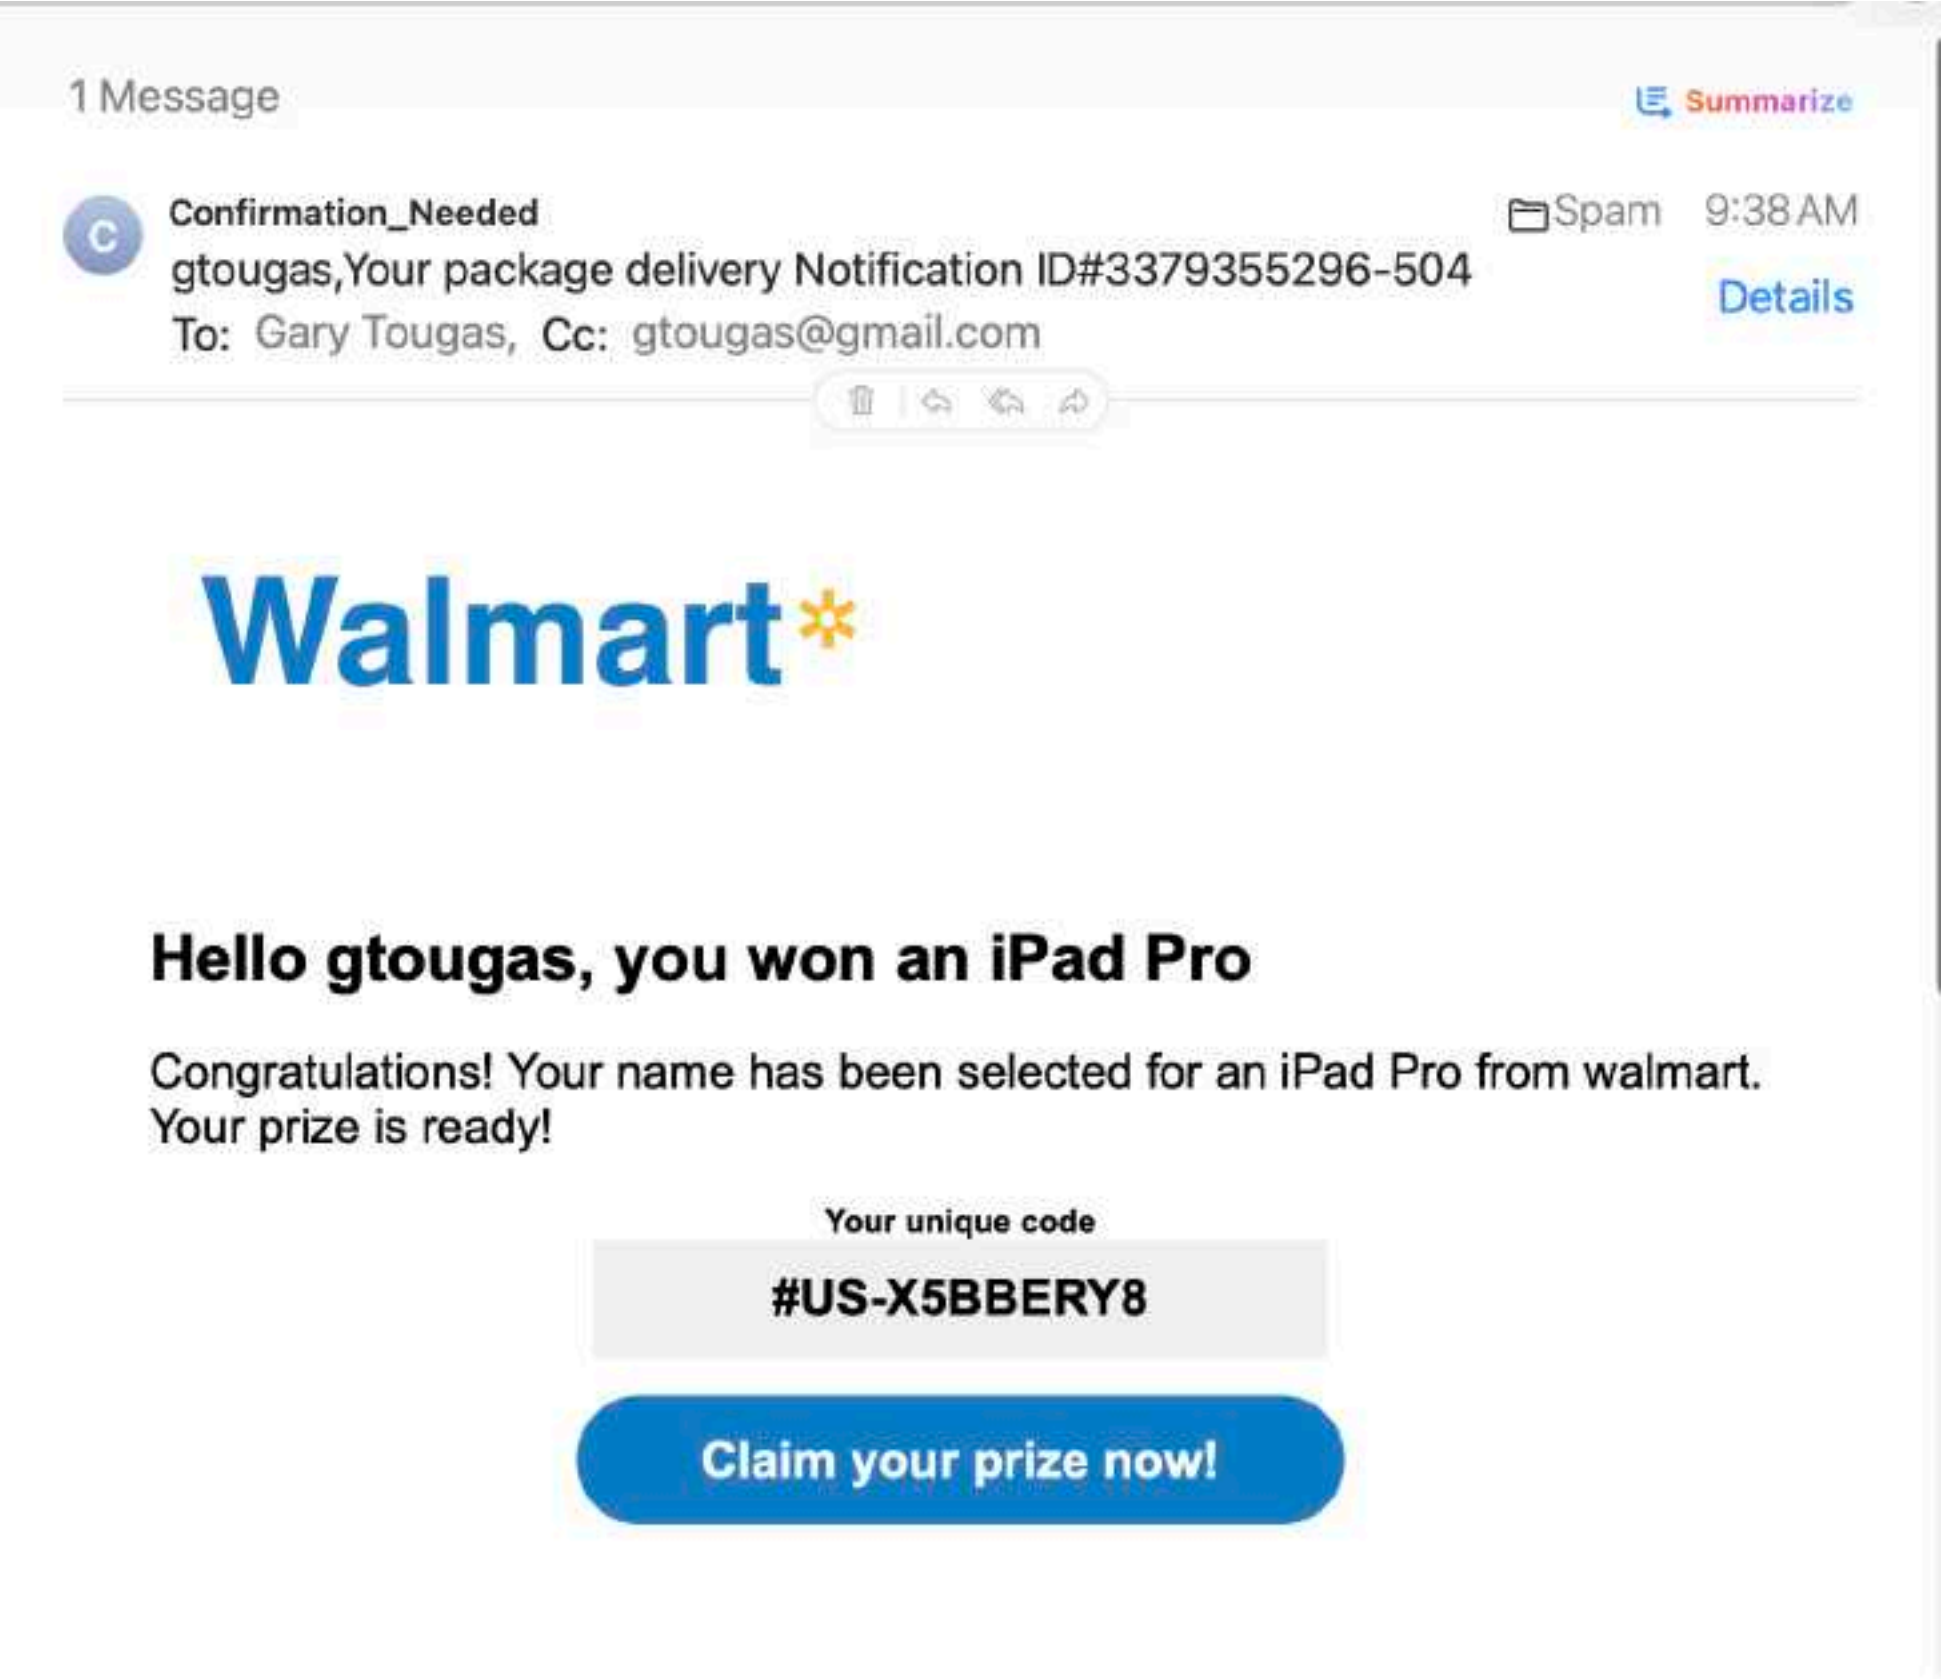 1 Message
Summarize
C
Confirmation_Needed
Spam 9:38 AM
gtougas,Your package delivery Notification ID#3379355296-504
Details
To: Gary Tougas, Cc: gtougas@gmail.com
Walmart
Hello gtougas, you won an iPad Pro
Congratulations! Your name has been selected for an iPad Pro from walmart.
Your prize is ready!
Your unique code
#US-X5BBERY8
Claim your prize now!